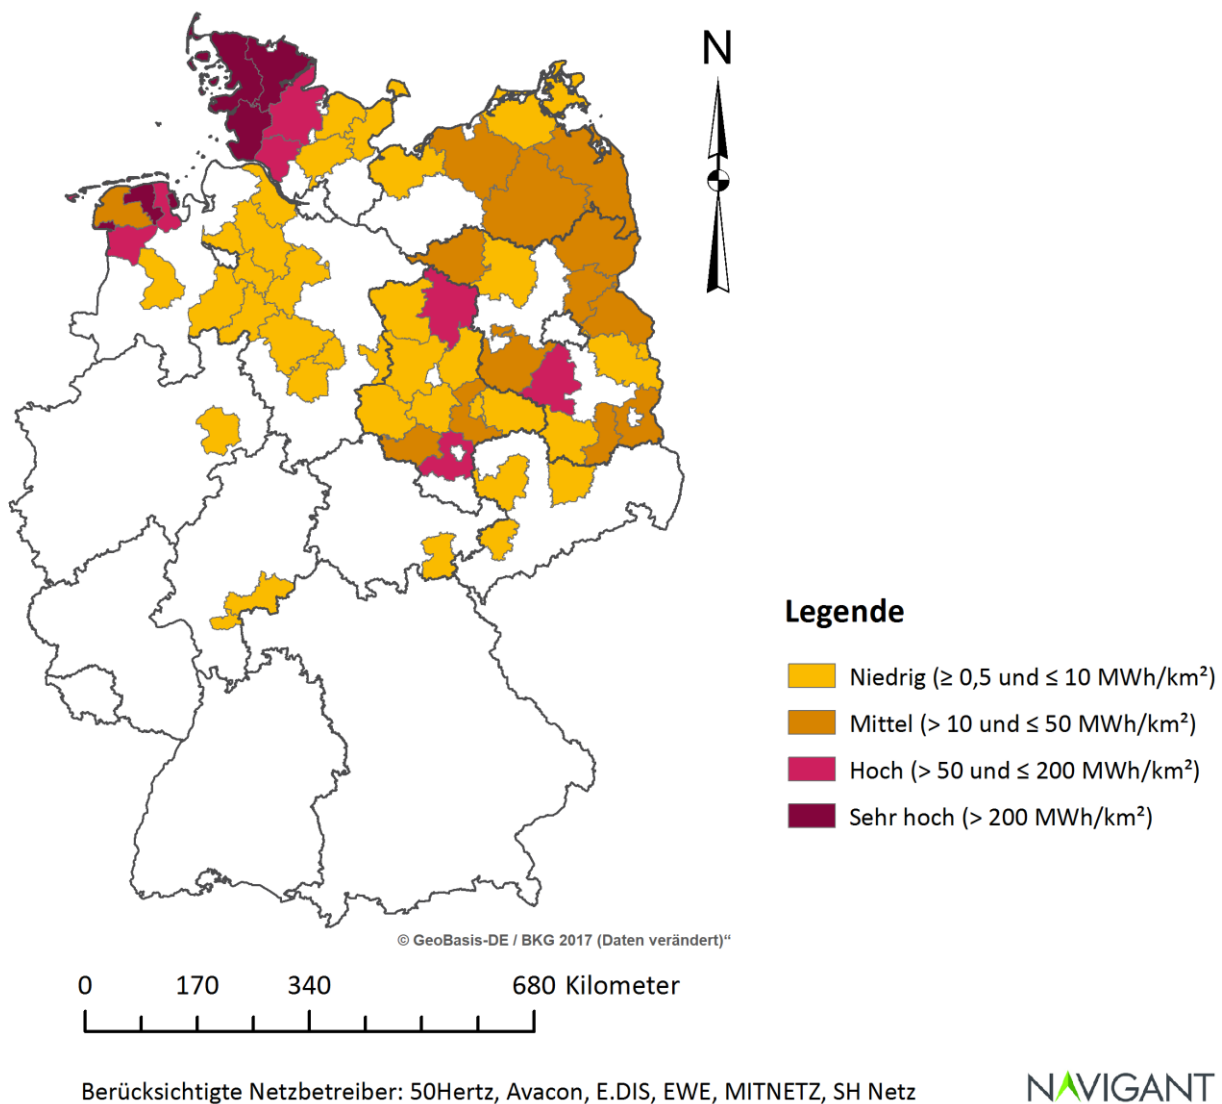 N
Legende
Niedrig (≥ 0,5 und ≤ 10 MWh/km²)
Mittel (> 10 und ≤ 50 MWh/km²)
Hoch (> 50 und ≤ 200 MWh/km²)
Sehr hoch (> 200 MWh/km²)
© GeoBasis-DE / BKG 2017 (Daten verändert)“
0 170 340 680 Kilometer
Berücksichtigte Netzbetreiber: 50Hertz, Avacon, E.DIS, EWE, MITNETZ, SH Netz
NAVIGANT